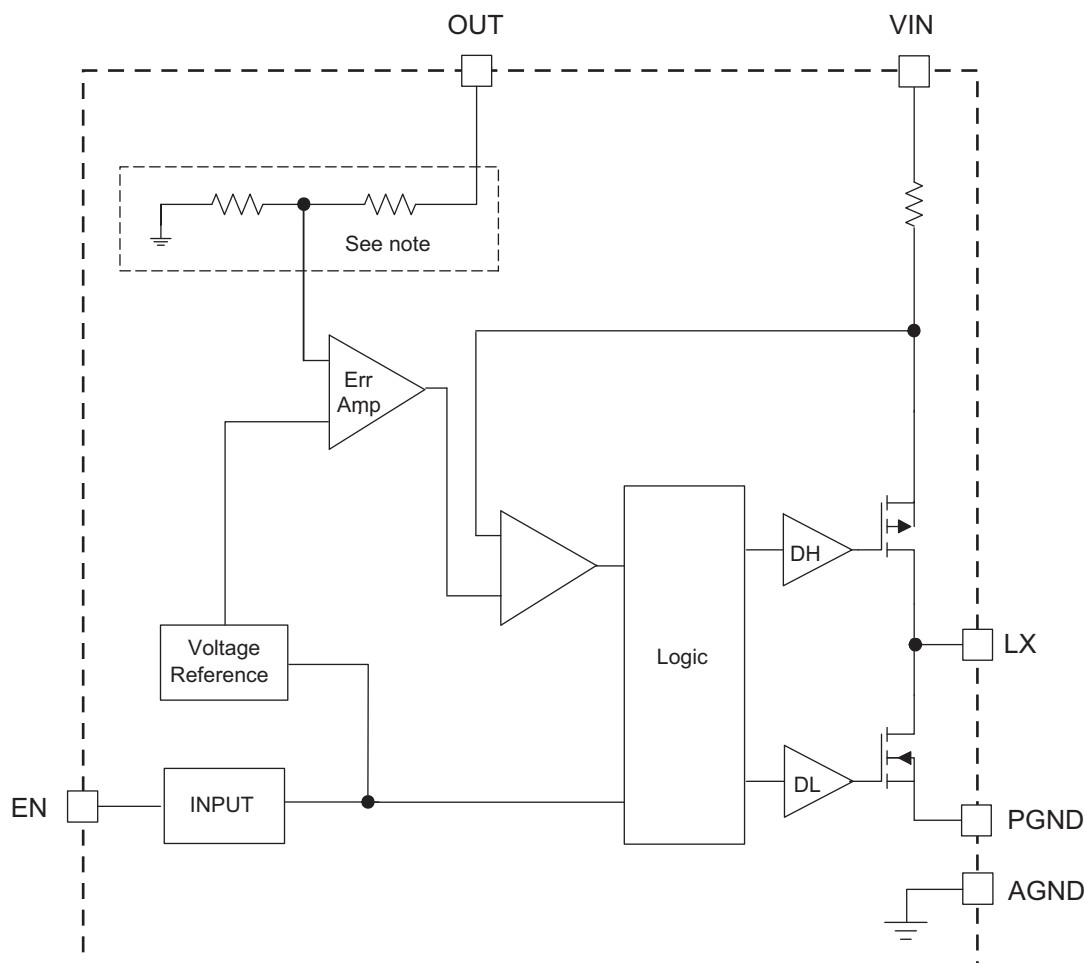 OUT
VIN
See note
Err
Amp
DH
Voltage
Reference
Logic
LX
EN
INPUT
DL
PGND
AGND